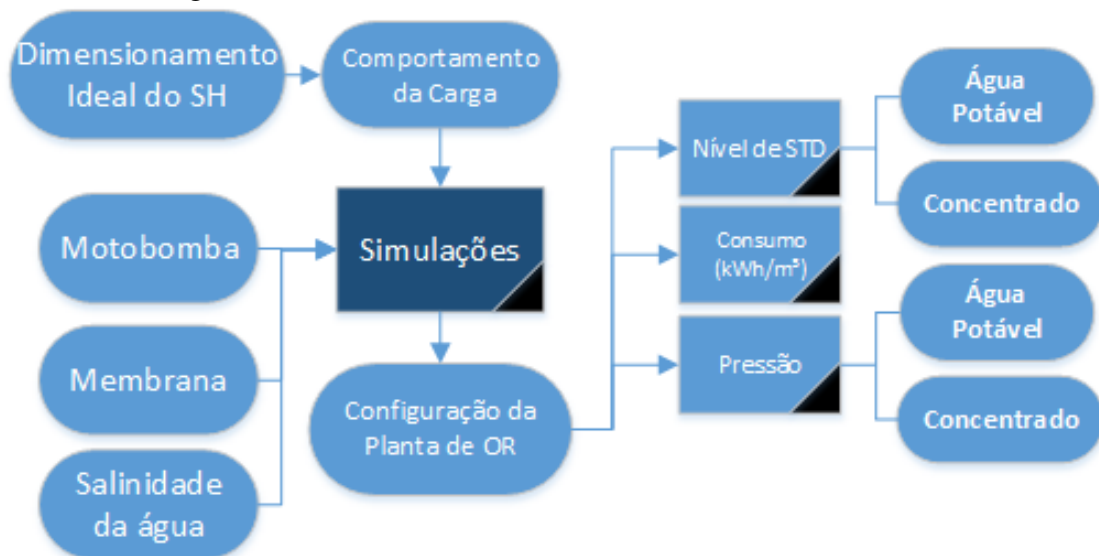 Dimensionamento
Ideal do SH
Comportamento
da Carga
Motobomba
Membrana
Salinidade
da água
Simulações
Configuração da
Planta de OR
Nível de STD
Água
Potável
Concentrado
Consumo
(kWh/m³)
Pressão
Água
Potável
Concentrado